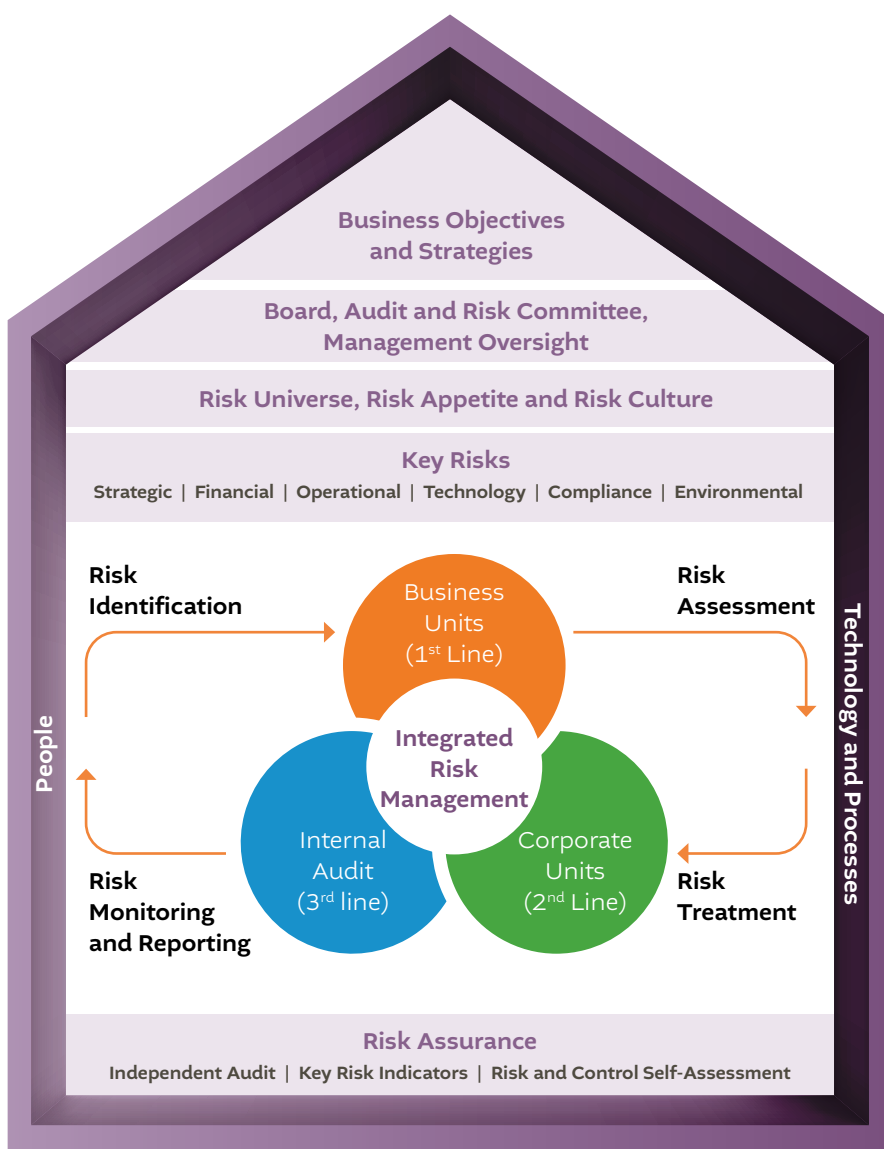 Business Objectives
and Strategies
Board, Audit and Risk Committee,
Management Oversight
Risk Universe, Risk Appetite and Risk Culture
Key Risks
Strategic | Financial | Operational | Technology | Compliance | Environmental
Risk
Identification
Business
Units
(1st Line)
Risk
Assessment
People
Integrated
Risk
Management
Technology and Processes
Internal
Audit
(3rd line)
Corporate
Units
(2nd Line)
Risk
Monitoring
and Reporting
Risk
Treatment
Risk Assurance
Independent Audit | Key Risk Indicators | Risk and Control Self-Assessment